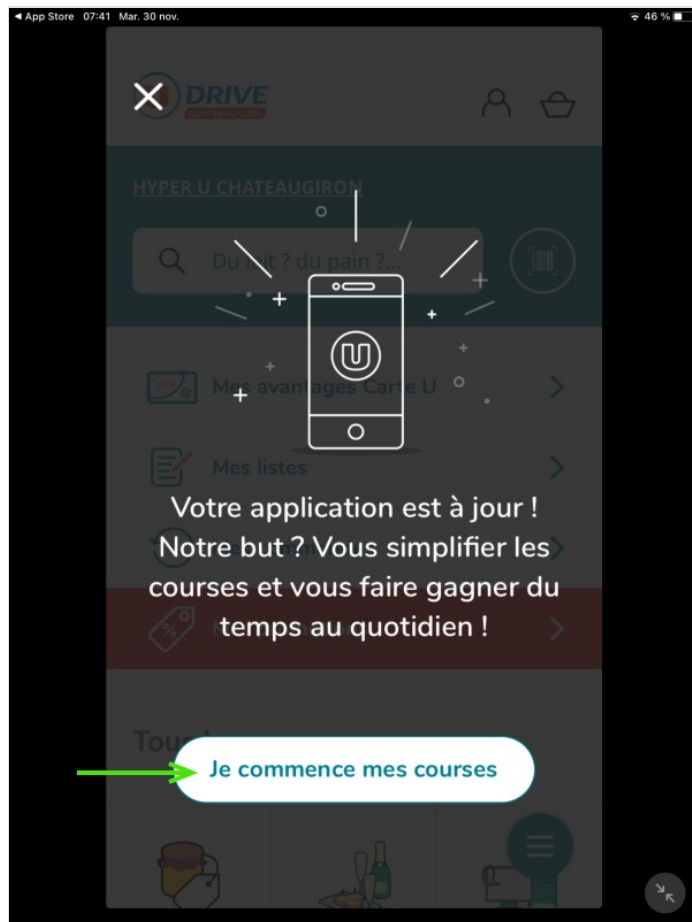 App Store 07:41 Mar. 30 nov. 46 %
DRIVE
coursesu.com
HYPER U CHATEAUGIRON
Du lait ? du pain ?...
U
Mes avantages Carte U
Mes listes
Votre application est à jour !
Notre but ? Vous simplifier les
courses et vous faire gagner du
temps au quotidien !
Je commence mes courses